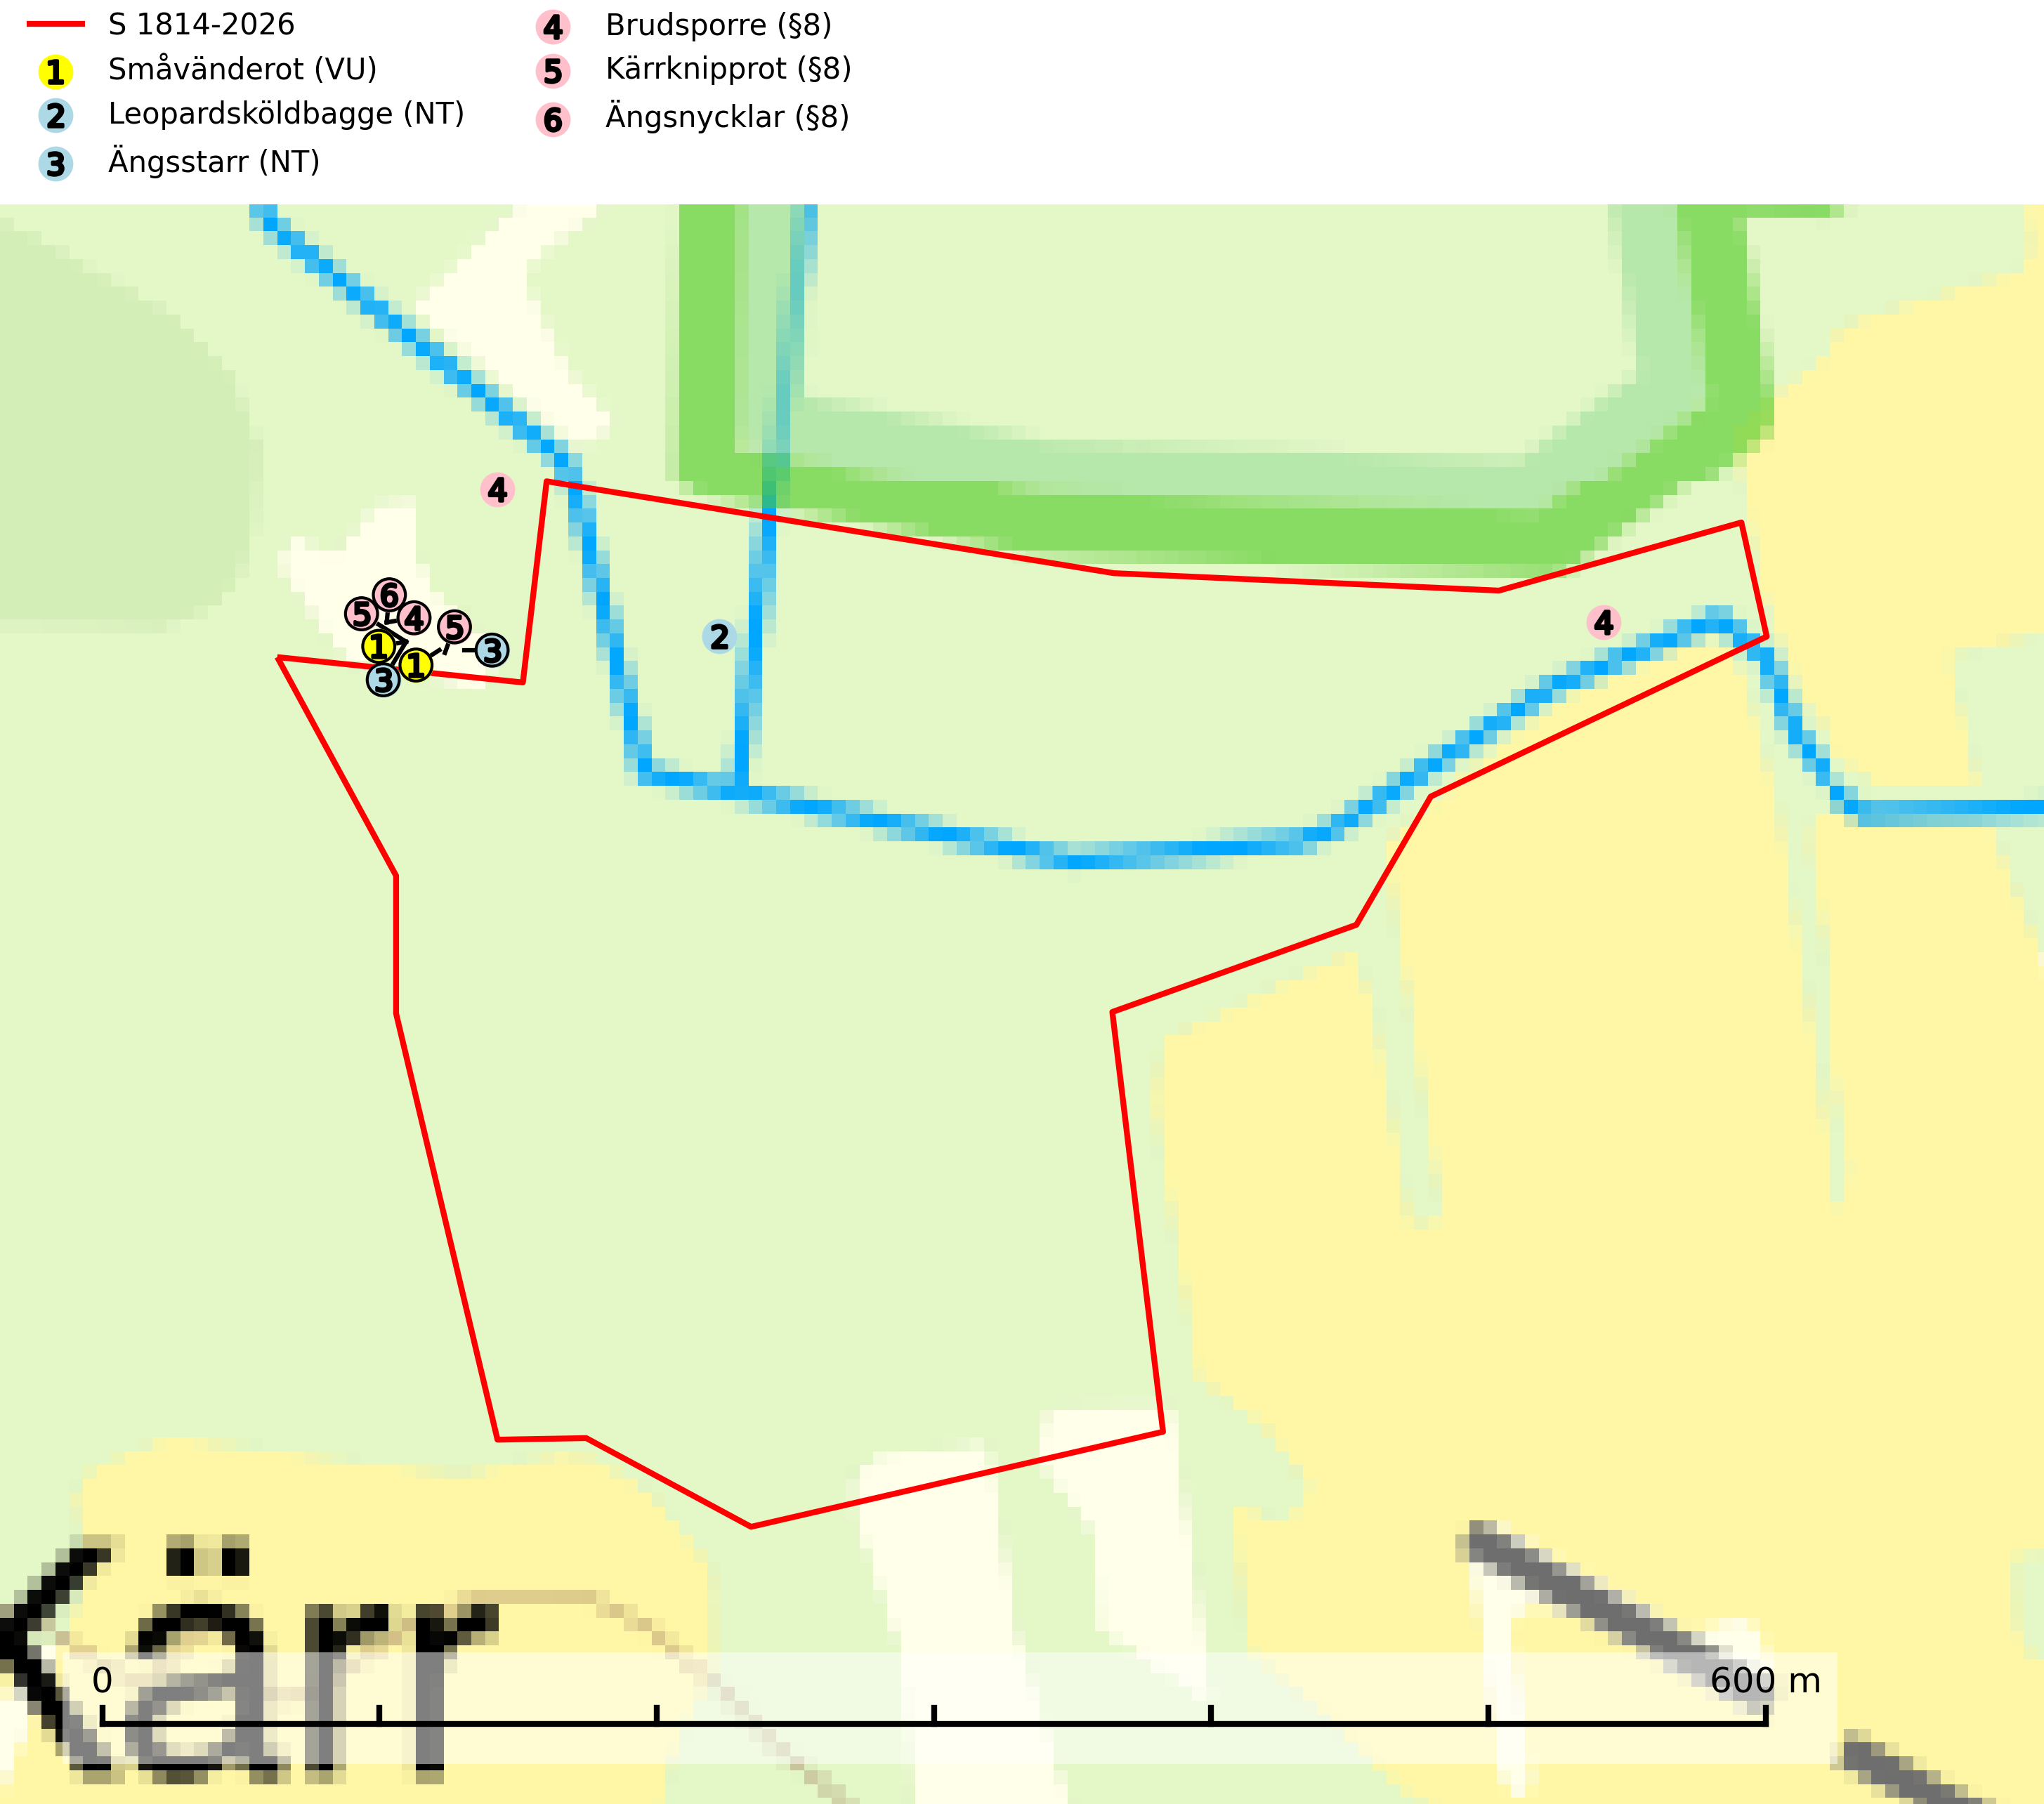 S 1814-2026
1 Småvänderot (VU)
2 Leopardsköldbagge (NT)
3 Ängsstarr (NT)
4 Brudsporre (§8)
5 Kärrknipprot (§8)
6 Ängsnycklar (§8)
4
6
5 4 5
1 1 3
3
2
4
0 600 m